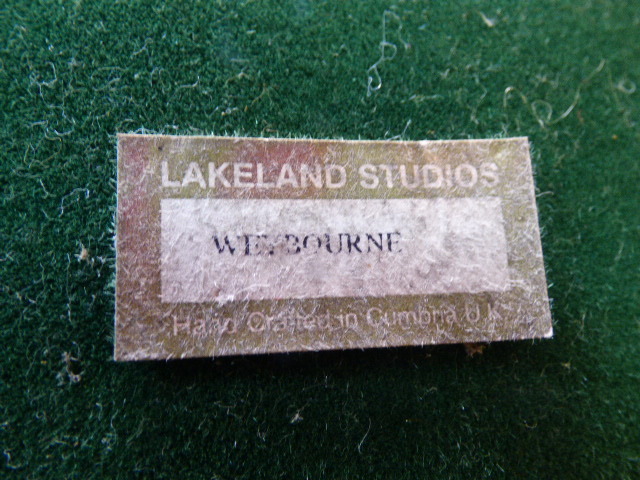 LAKELAND STUDIOS
WEYBOURNE
Hand Crafted in Cumbria U.K.